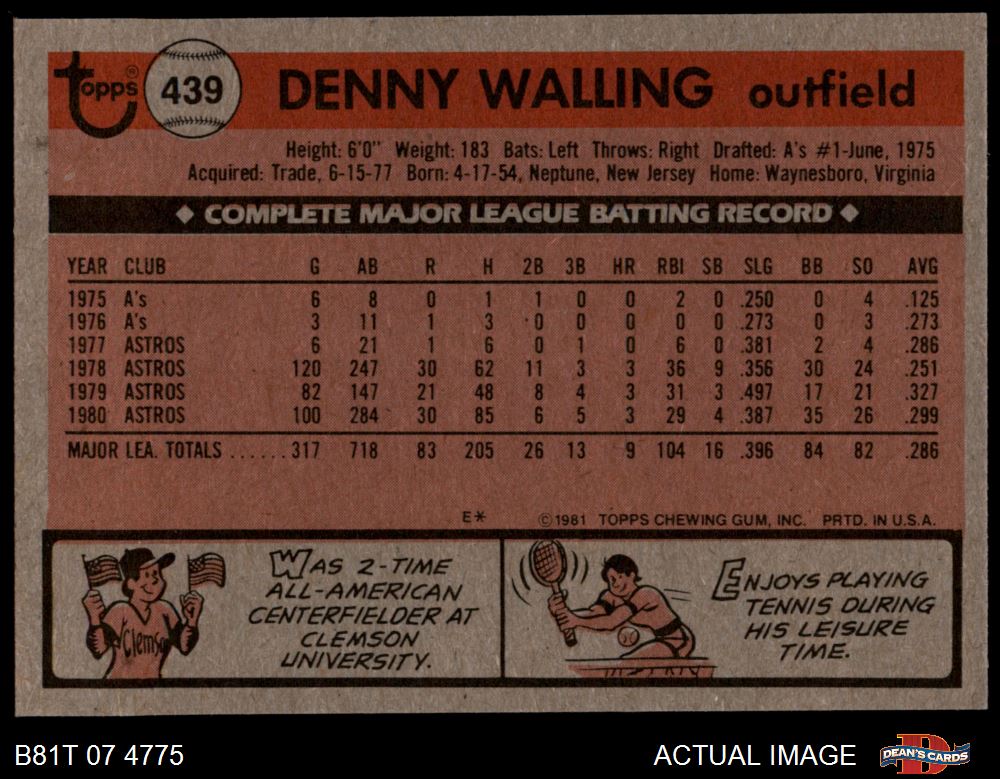 Topps®
439 DENNY WALLING outfield
Height: 6'0" Weight: 183 Bats: Left Throws: Right Drafted: A's #1-June, 1975
Acquired: Trade, 6-15-77 Born: 4-17-54, Neptune, New Jersey Home: Waynesboro, Virginia
◆ COMPLETE MAJOR LEAGUE BATTING RECORD ◆
YEAR CLUB G AB R H 2B 3B HR RBI SB SLG BB SO AVG
1975 A's 6 8 0 1 1 0 0 2 0 .250 0 4 .125
1976 A's 3 11 1 3 0 0 0 0 0 .273 0 3 .273
1977 ASTROS 6 21 1 6 0 1 0 6 0 .381 2 4 .286
1978 ASTROS 120 247 30 62 11 3 3 36 9 .356 30 24 .251
1979 ASTROS 82 147 21 48 8 4 3 31 3 .497 17 21 .327
1980 ASTROS 100 284 30 85 6 5 3 29 4 .387 35 26 .299
MAJOR LEA. TOTALS ......317 718 83 205 26 13 9 104 16 .396 84 82 .286
E* ©1981 TOPPS CHEWING GUM, INC. PRTD. IN U.S.A.
Clemson
WAS 2-TIME
ALL-AMERICAN
CENTERFIELDER AT
CLEMSON
UNIVERSITY.
ENJOYS PLAYING
TENNIS DURING
HIS LEISURE
TIME.
B81T 07 4775 ACTUAL IMAGE DEAN'S CARDS